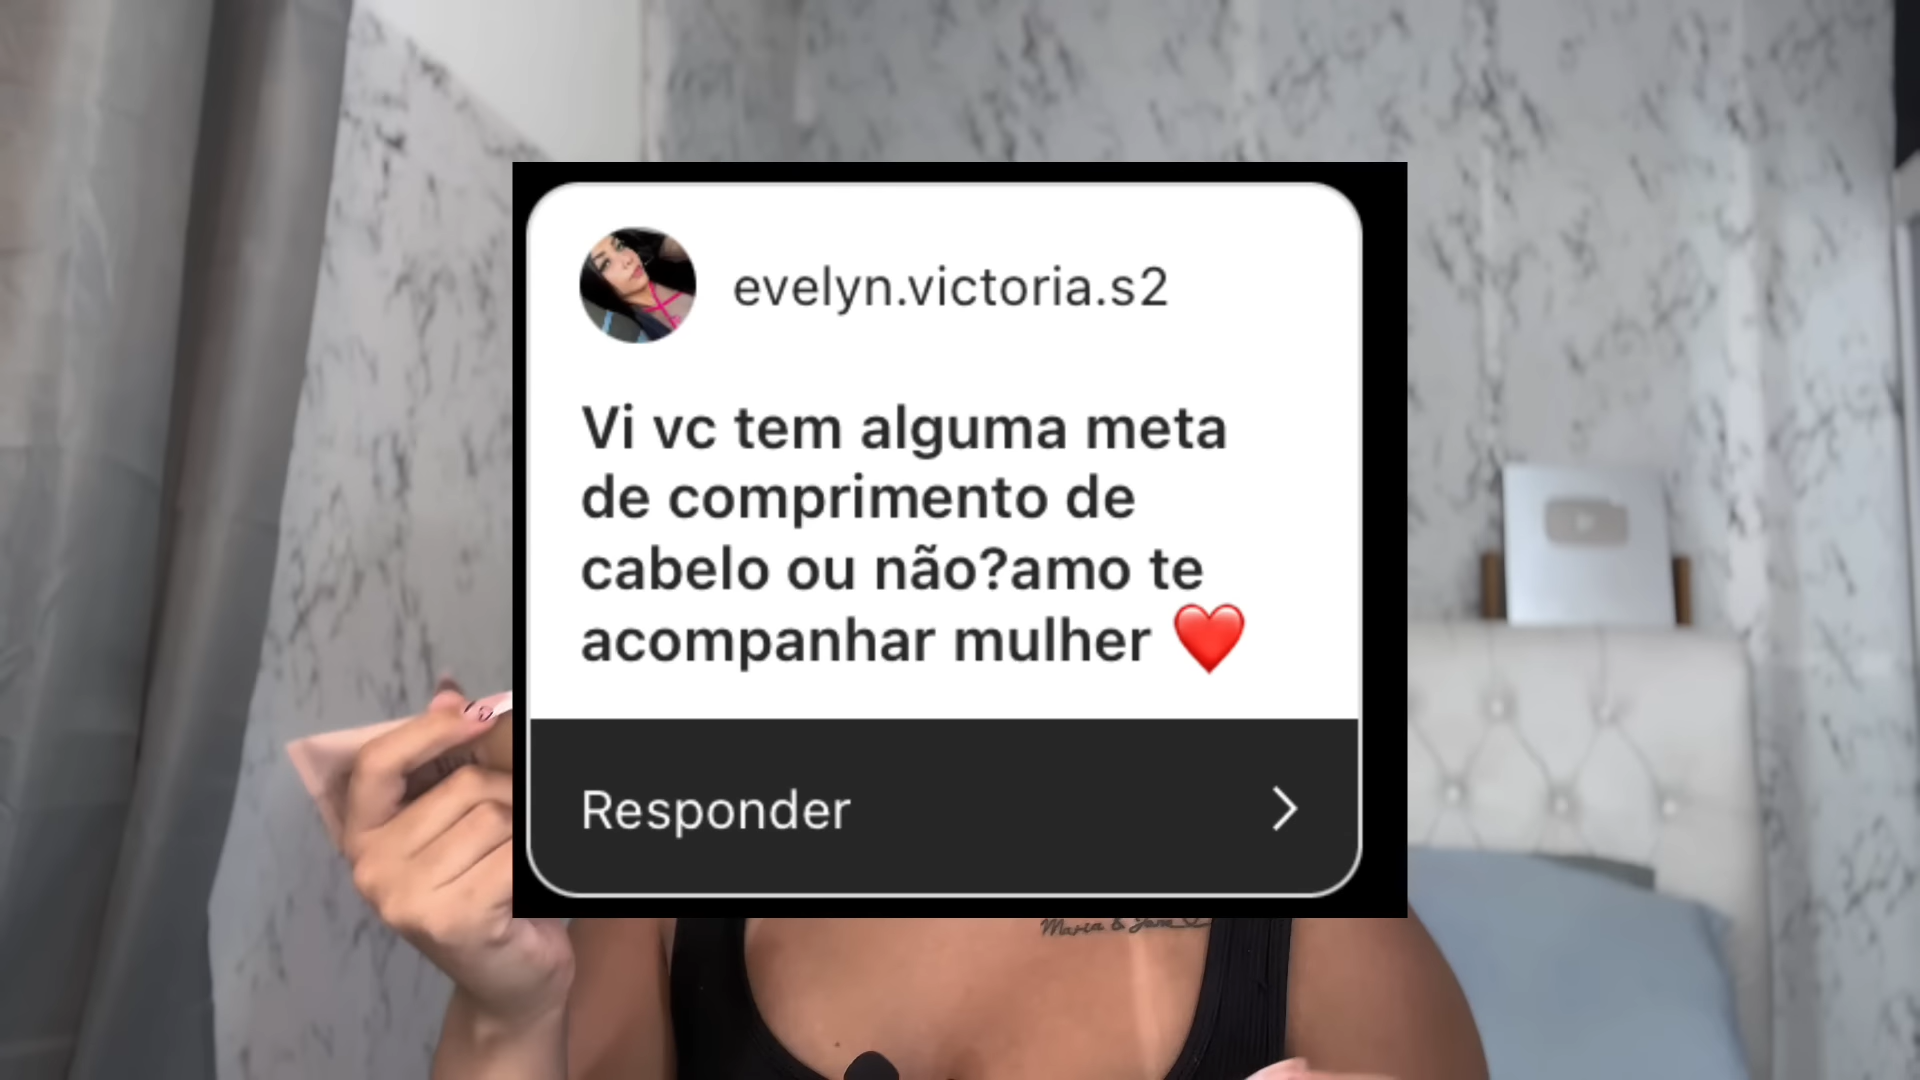 evelyn.victoria.s2
Vi vc tem alguma meta
de comprimento de
cabelo ou não?amo te
acompanhar mulher ❤️
Responder
Maria &